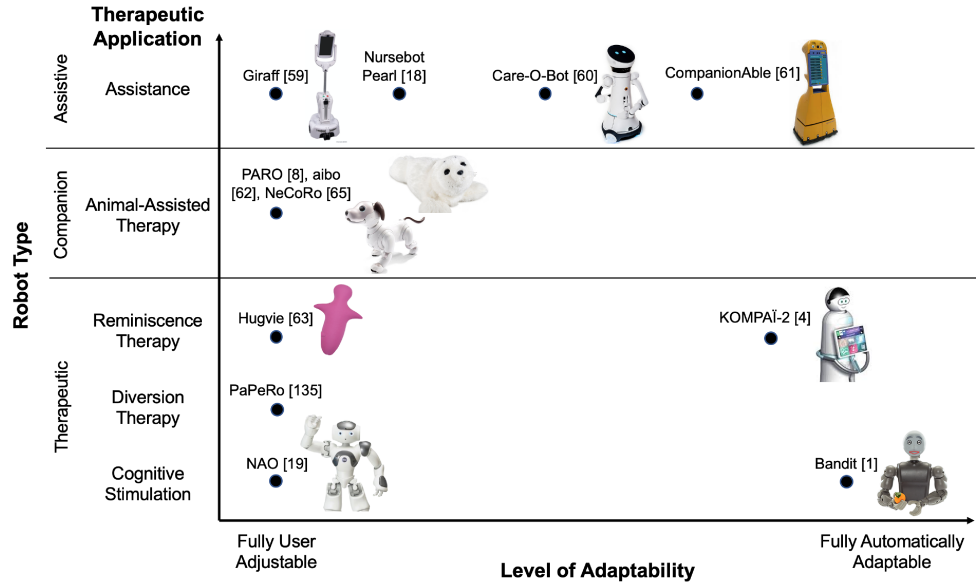 Therapeutic
Application
Robot Type
Assistive
Assistance
Giraff [59]
Nursebot
Pearl [18]
Care-O-Bot [60]
CompanionAble [61]
Companion
Animal-Assisted
Therapy
PARO [8], aibo
[62], NeCoRo [65]
Therapeutic
Reminiscence
Therapy
Hugvie [63]
KOMPAÏ-2 [4]
Diversion
Therapy
PaPeRo [135]
Cognitive
Stimulation
NAO [19]
Bandit [1]
Fully User
Adjustable
Fully Automatically
Adaptable
Level of Adaptability